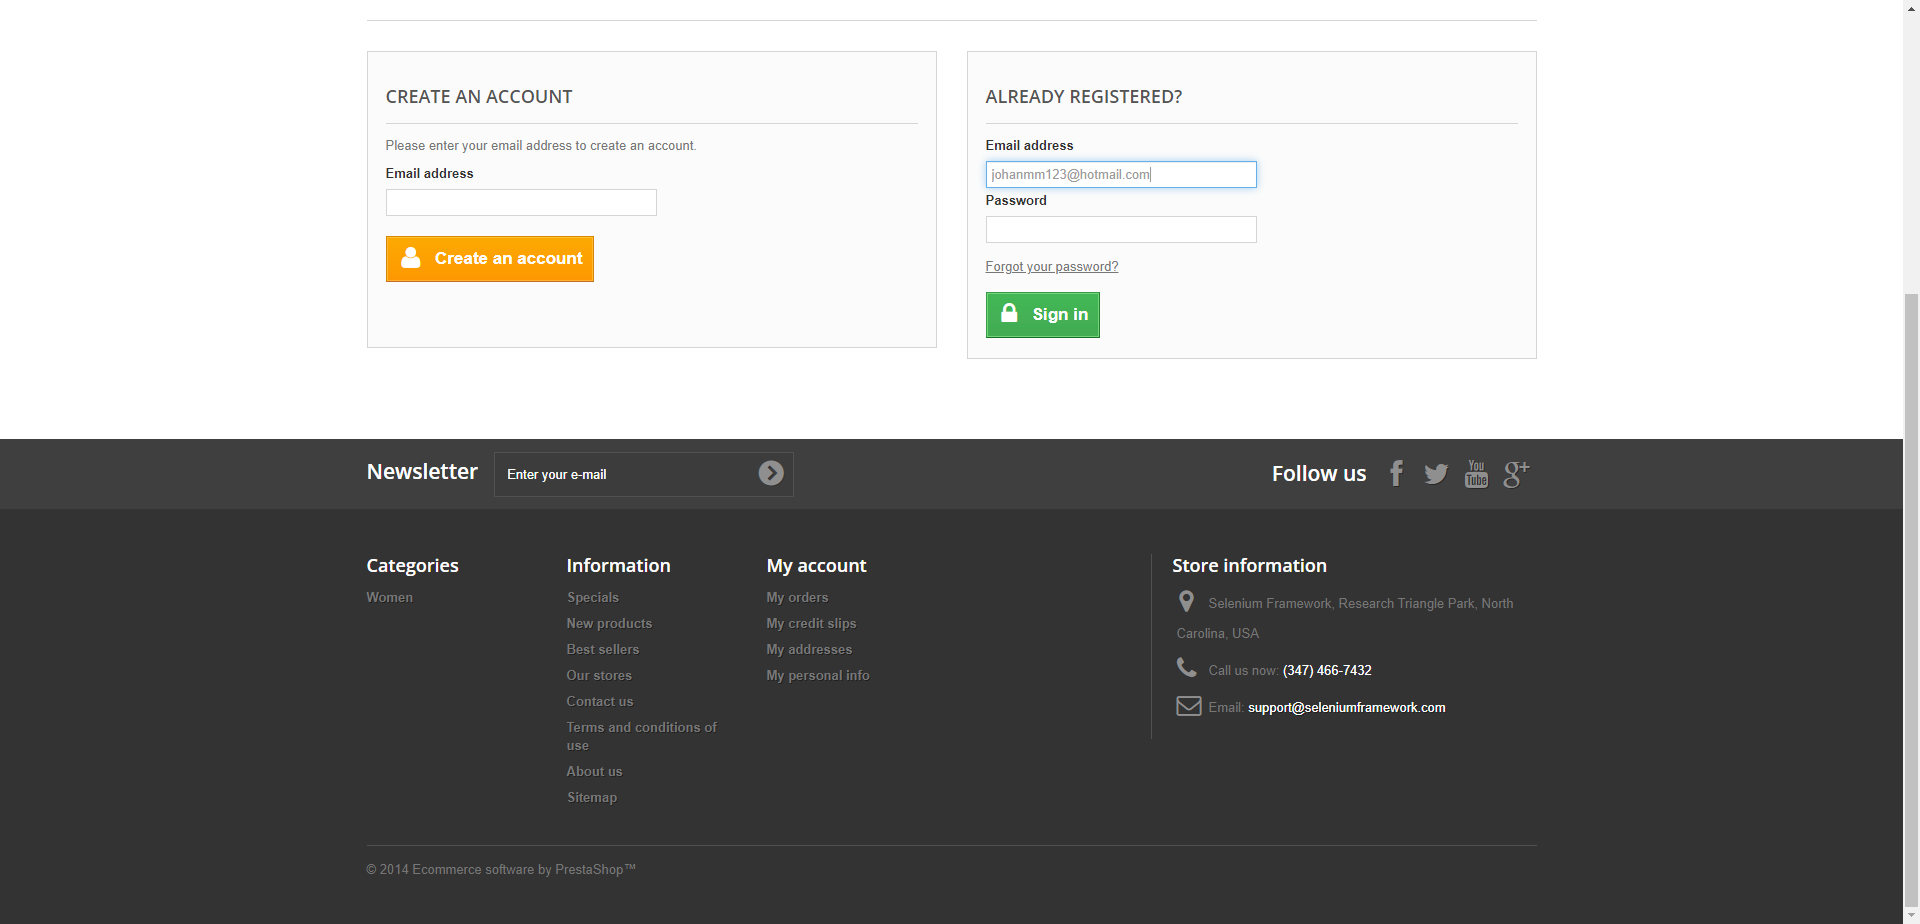 CREATE AN ACCOUNT
Please enter your email address to create an account.
Email address
Create an account
ALREADY REGISTERED?
Email address
johanmm123@hotmail.com
Password
Forgot your password?
Sign in
Newsletter
Enter your e-mail
Follow us
f
You
Tube
g+
Categories
Women
Information
Specials
New products
Best sellers
Our stores
Contact us
Terms and conditions of
use
About us
Sitemap
My account
My orders
My credit slips
My addresses
My personal info
Store information
Selenium Framework, Research Triangle Park, North
Carolina, USA
Call us now: (347) 466-7432
Email: support@seleniumframework.com
© 2014 Ecommerce software by PrestaShop™